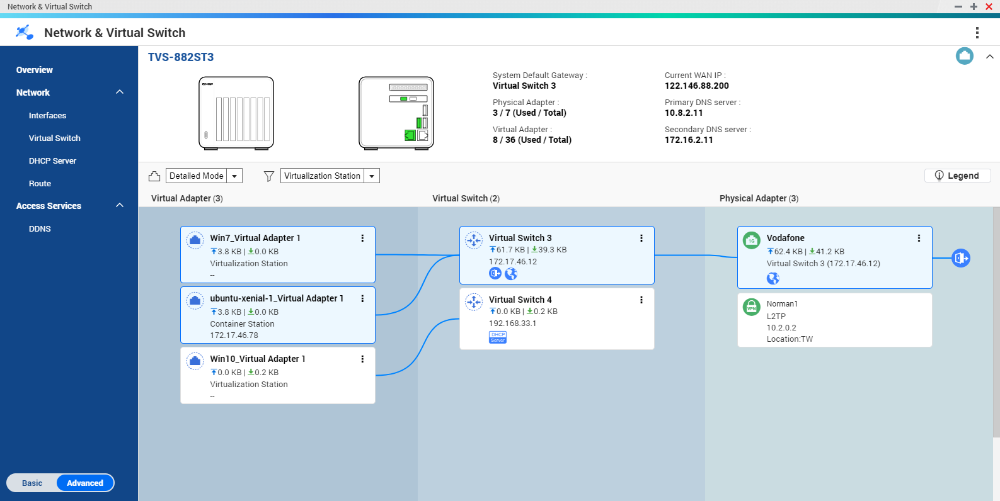 Network & Virtual Switch
Network & Virtual Switch
Overview
Network
Interfaces
Virtual Switch
DHCP Server
Route
Access Services
DDNS
Basic
Advanced
TVS-882ST3
QNAP
System Default Gateway :
Virtual Switch 3
Physical Adapter :
3 / 7 (Used / Total)
Virtual Adapter :
8 / 36 (Used / Total)
Current WAN IP :
122.146.88.200
Primary DNS server :
10.8.2.11
Secondary DNS server :
172.16.2.11
Detailed Mode
Virtualization Station
Legend
Virtual Adapter (3)
Virtual Switch (2)
Physical Adapter (3)
Win7_Virtual Adapter 1
3.8 KB | 0.0 KB
Virtualization Station
--
ubuntu-xenial-1_Virtual Adapter 1
3.8 KB | 0.0 KB
Container Station
172.17.46.78
Win10_Virtual Adapter 1
0.0 KB | 0.2 KB
Virtualization Station
--
Virtual Switch 3
61.7 KB | 39.3 KB
172.17.46.12
Virtual Switch 4
0.0 KB | 0.2 KB
192.168.33.1
DHCP
Server
1G
Vodafone
62.4 KB | 41.2 KB
Virtual Switch 3 (172.17.46.12)
VPN
Norman1
L2TP
10.2.0.2
Location:TW